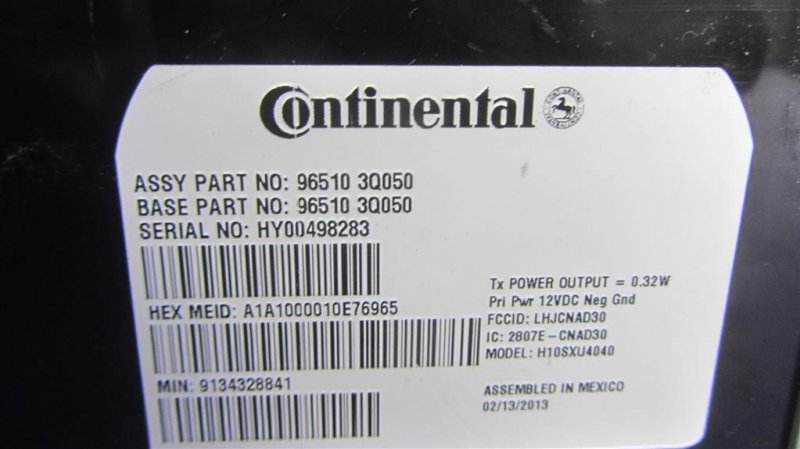 Continental
ASSY PART NO: 96510 3Q050
BASE PART NO: 96510 3Q050
SERIAL NO: HY00498283
HEX MEID: A1A1000010E76965
MIN: 9134328841
Tx POWER OUTPUT = 0.32W
Pri Pwr 12VDC Neg Gnd
FCCID: LHJCNAD30
IC: 2807E-CNAD30
MODEL: H10SXU4040
ASSEMBLED IN MEXICO
02/13/2013